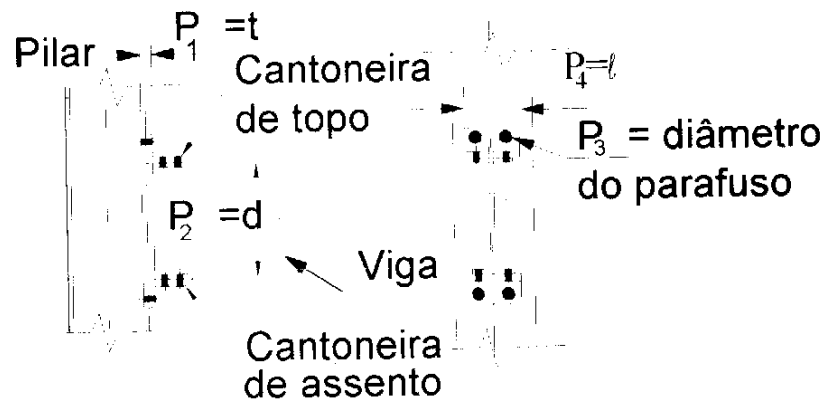 P₁ =t
Pilar
Cantoneira
de topo
P₄=ℓ
P₃ = diâmetro
do parafuso
P₂ =d
Viga
Cantoneira
de assento